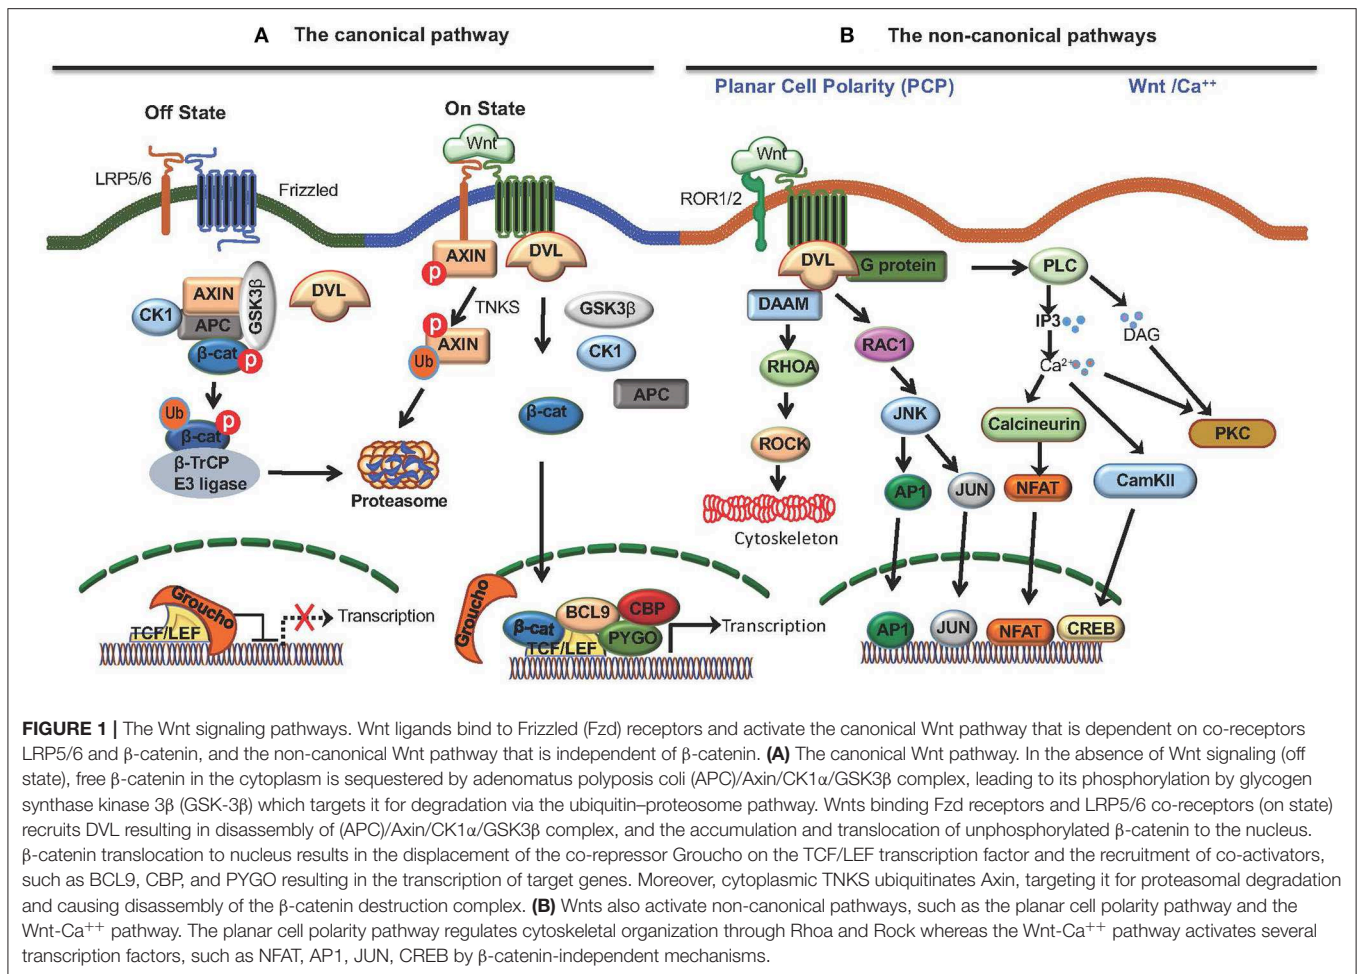 A The canonical pathway
B The non-canonical pathways
Planar Cell Polarity (PCP)
Wnt /Ca⁺⁺
Off State
On State
LRP5/6
Frizzled
Wnt
AXIN
p
DVL
AXIN
CK1
APC
GSK3β
β-cat
p
DVL
TNKS
p
AXIN
Ub
GSK3β
CK1
APC
β-cat
Ub
p
β-cat
β-TrCP
E3 ligase
Proteasome
Groucho
TCF/LEF
X
Transcription
Groucho
β-cat
BCL9
CBP
TCF/LEF
PYGO
Transcription
Wnt
ROR1/2
DVL
G protein
DAAM
RHOA
ROCK
Cytoskeleton
RAC1
JNK
AP1
JUN
PLC
IP3
DAG
Ca²⁺
Calcineurin
PKC
NFAT
CamKII
AP1
JUN
NFAT
CREB
FIGURE 1 | The Wnt signaling pathways. Wnt ligands bind to Frizzled (Fzd) receptors and activate the canonical Wnt pathway that is dependent on co-receptors
LRP5/6 and β-catenin, and the non-canonical Wnt pathway that is independent of β-catenin. (A) The canonical Wnt pathway. In the absence of Wnt signaling (off
state), free β-catenin in the cytoplasm is sequestered by adenomatus polyposis coli (APC)/Axin/CK1α/GSK3β complex, leading to its phosphorylation by glycogen
synthase kinase 3β (GSK-3β) which targets it for degradation via the ubiquitin–proteosome pathway. Wnts binding Fzd receptors and LRP5/6 co-receptors (on state)
recruits DVL resulting in disassembly of (APC)/Axin/CK1α/GSK3β complex, and the accumulation and translocation of unphosphorylated β-catenin to the nucleus.
β-catenin translocation to nucleus results in the displacement of the co-repressor Groucho on the TCF/LEF transcription factor and the recruitment of co-activators,
such as BCL9, CBP, and PYGO resulting in the transcription of target genes. Moreover, cytoplasmic TNKS ubiquitinates Axin, targeting it for proteasomal degradation
and causing disassembly of the β-catenin destruction complex. (B) Wnts also activate non-canonical pathways, such as the planar cell polarity pathway and the
Wnt-Ca⁺⁺ pathway. The planar cell polarity pathway regulates cytoskeletal organization through Rhoa and Rock whereas the Wnt-Ca⁺⁺ pathway activates several
transcription factors, such as NFAT, AP1, JUN, CREB by β-catenin-independent mechanisms.